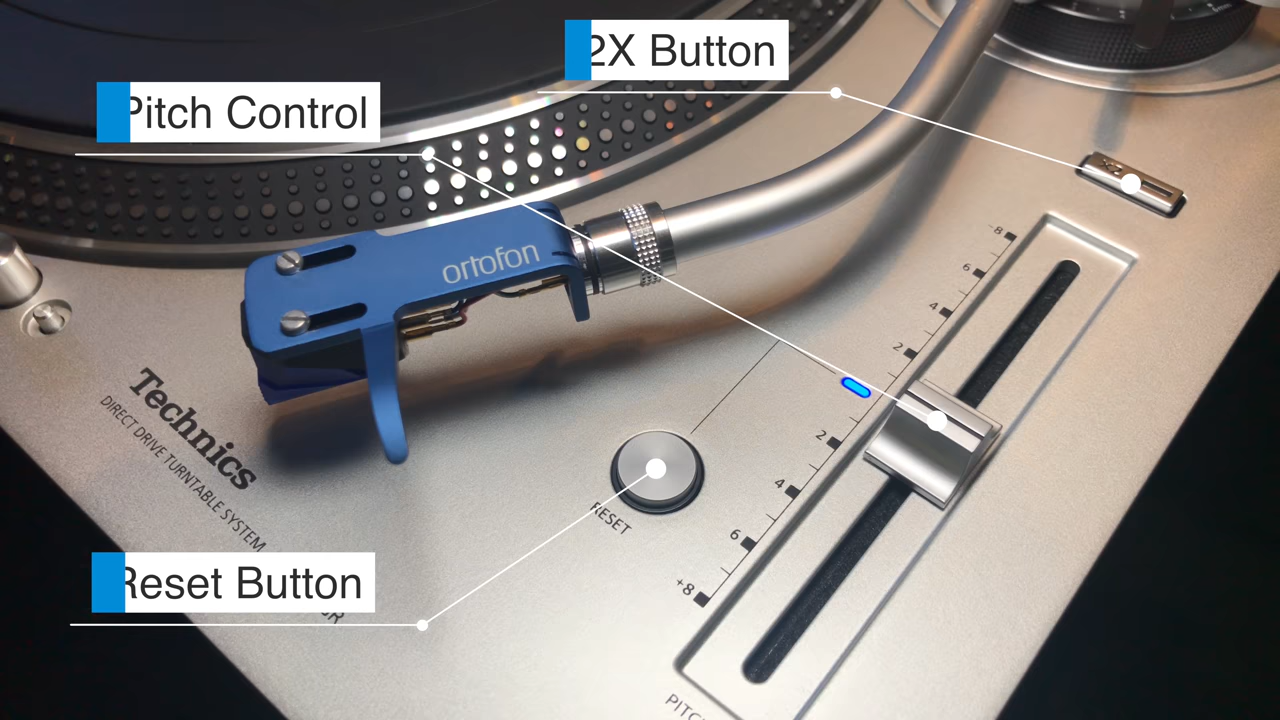 2X Button
Pitch Control
ortofon
Technics
DIRECT DRIVE TURNTABLE SYSTEM
x2
-8
6
4
2
2
4
6
+8
RESET
Reset Button